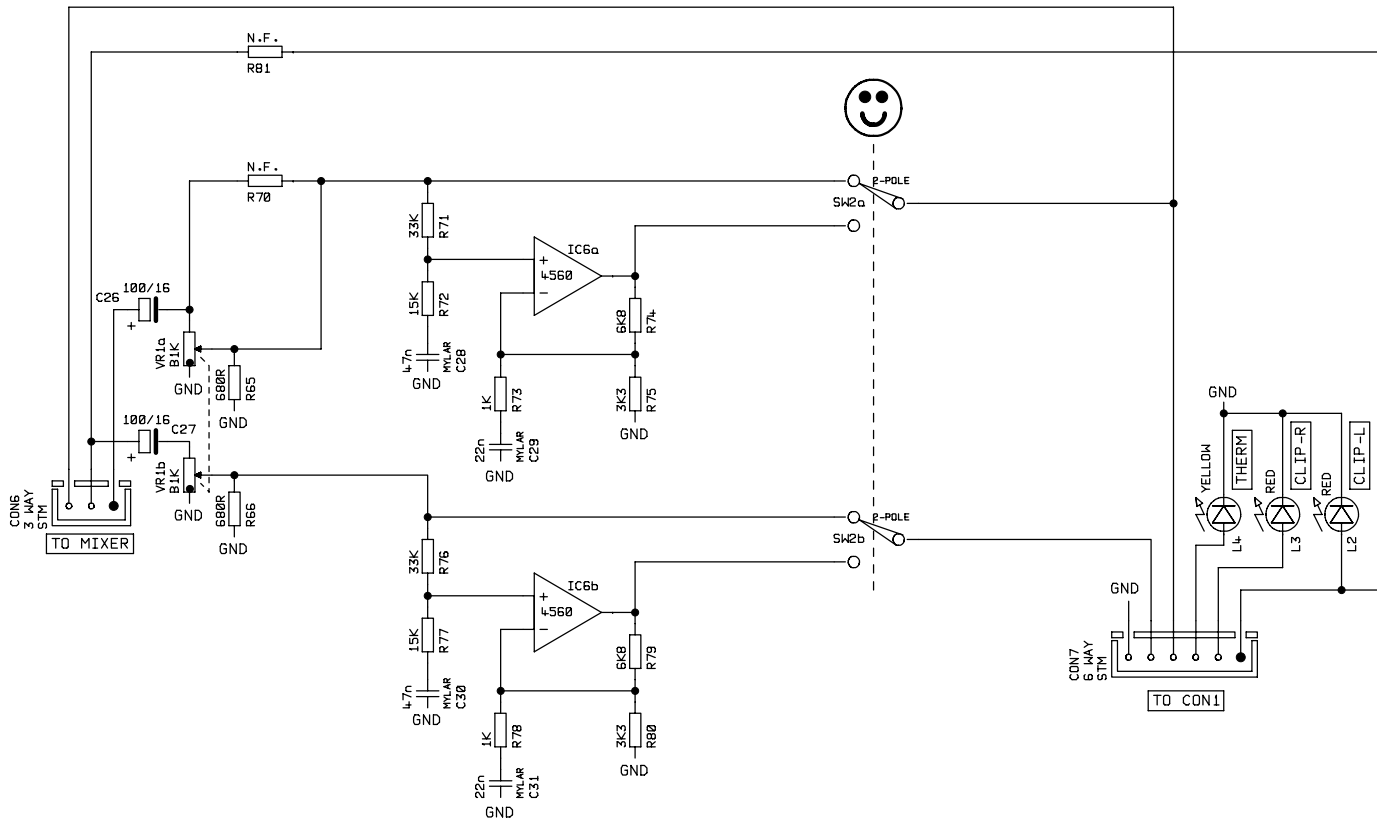 N.F.
R81
N.F.
R70
2-POLE
SW2a
33K
R71
IC6a
+
4560
−
15K
R72
6K8
R74
100/16
C26
+
VR1a
B1K
GND
680R
R65
GND
47n
MYLAR
C28
GND
1K
R73
3K3
R75
GND
22n
MYLAR
C29
GND
100/16
C27
+
VR1b
B1K
GND
680R
R66
GND
CON6
3 WAY
STM
TO MIXER
2-POLE
SW2b
33K
R76
IC6b
+
4560
−
15K
R77
6K8
R79
47n
MYLAR
C30
GND
1K
R78
3K3
R80
GND
22n
MYLAR
C31
GND
GND
YELLOW
THERM
RED
CLIP-R
RED
CLIP-L
L4
L3
L2
GND
CON7
6 WAY
STM
TO CON1